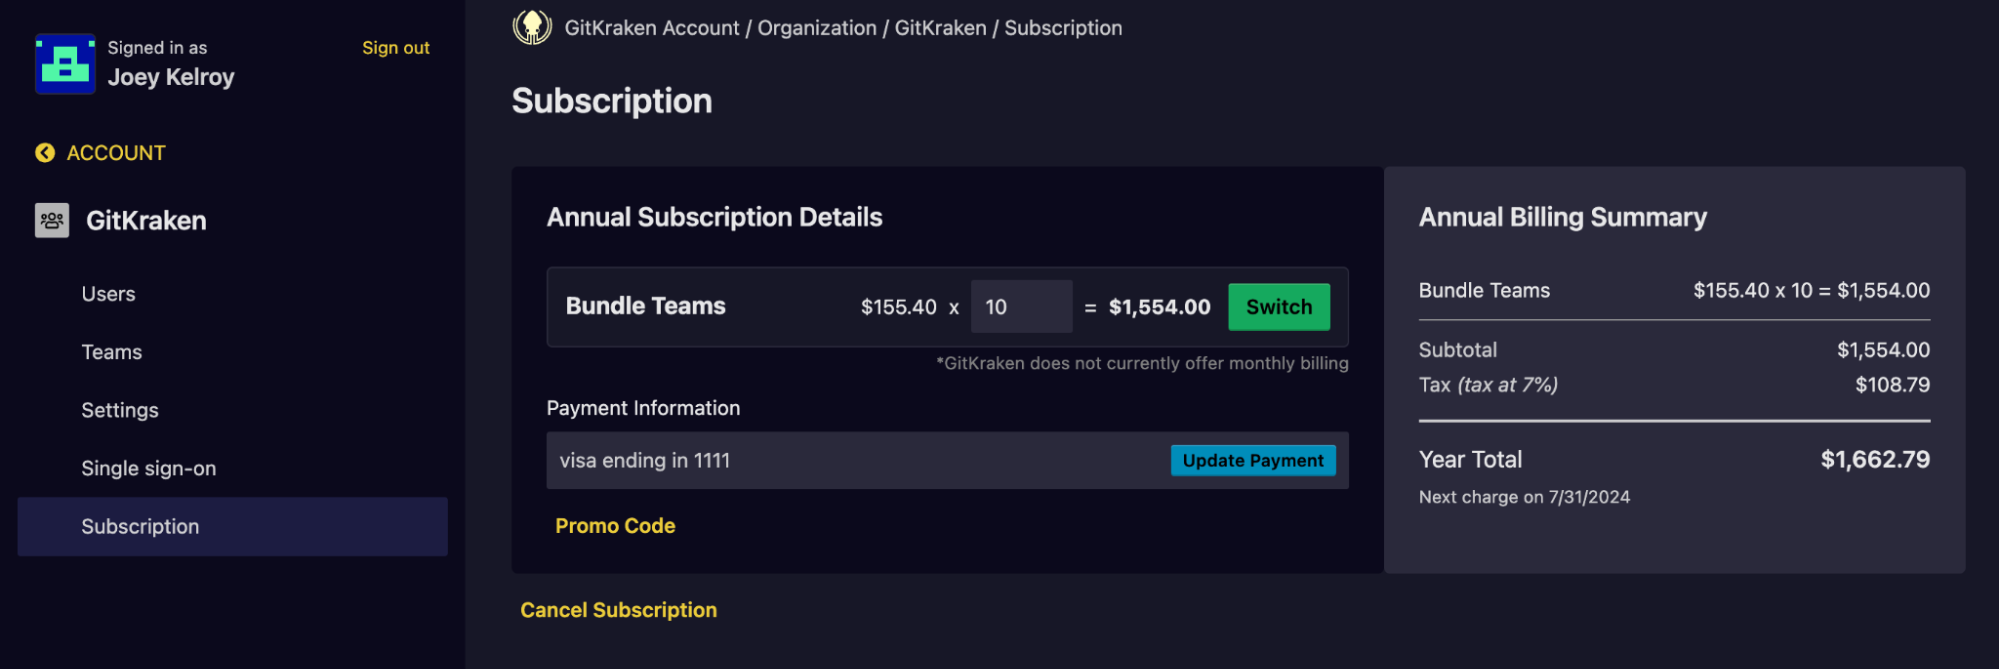 Signed in as
Joey Kelroy
Sign out
ACCOUNT
GitKraken
Users
Teams
Settings
Single sign-on
Subscription
GitKraken Account / Organization / GitKraken / Subscription
Subscription
Annual Subscription Details
Bundle Teams $155.40 x 10 = $1,554.00 Switch
*GitKraken does not currently offer monthly billing
Payment Information
visa ending in 1111 Update Payment
Promo Code
Cancel Subscription
Annual Billing Summary
Bundle Teams $155.40 x 10 = $1,554.00
Subtotal $1,554.00
Tax (tax at 7%) $108.79
Year Total $1,662.79
Next charge on 7/31/2024